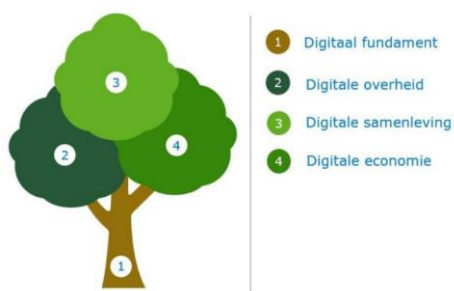 3
2
4
1
1 Digitaal fundament
2 Digitale overheid
3 Digitale samenleving
4 Digitale economie